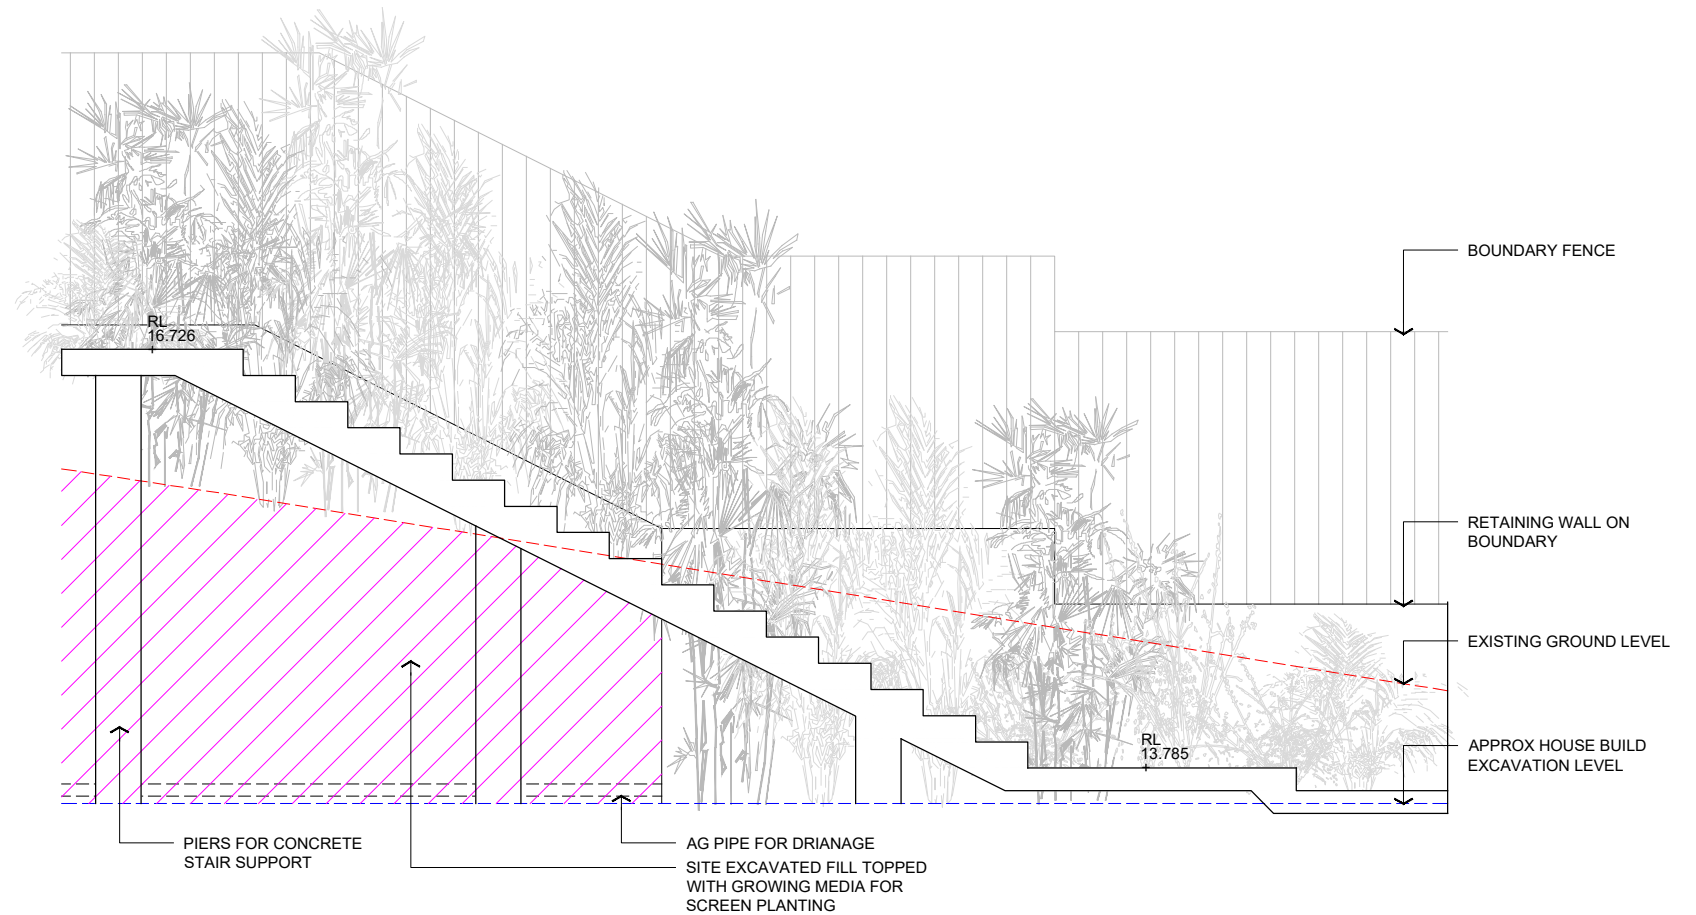 BOUNDARY FENCE
RL
16.726
RETAINING WALL ON
BOUNDARY
EXISTING GROUND LEVEL
RL
13.785
APPROX HOUSE BUILD
EXCAVATION LEVEL
PIERS FOR CONCRETE
STAIR SUPPORT
AG PIPE FOR DRIANAGE
SITE EXCAVATED FILL TOPPED
WITH GROWING MEDIA FOR
SCREEN PLANTING